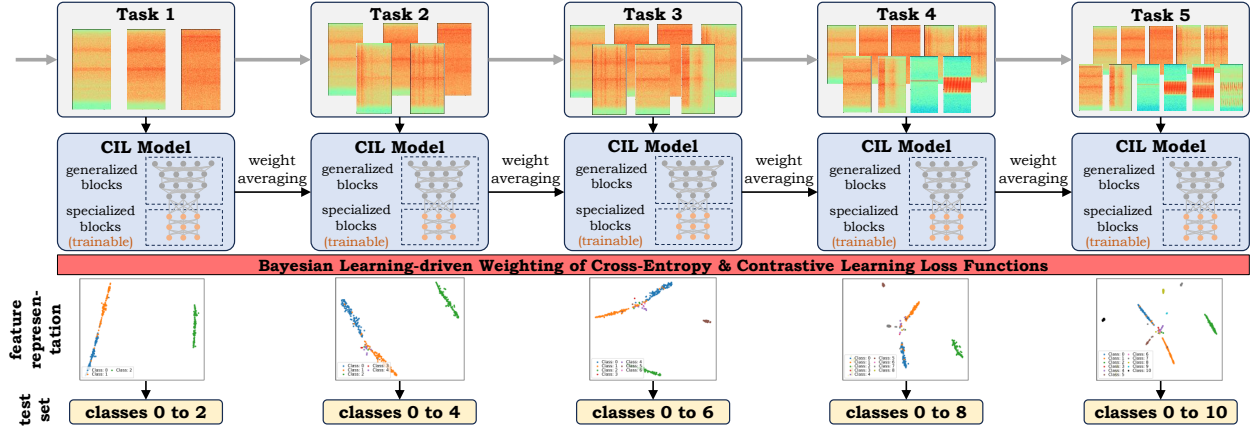 Task 1
Task 2
Task 3
Task 4
Task 5
CIL Model
generalized
blocks
specialized
blocks
(trainable)
weight
averaging
CIL Model
generalized
blocks
specialized
blocks
(trainable)
weight
averaging
CIL Model
generalized
blocks
specialized
blocks
(trainable)
weight
averaging
CIL Model
generalized
blocks
specialized
blocks
(trainable)
weight
averaging
CIL Model
generalized
blocks
specialized
blocks
(trainable)
Bayesian Learning-driven Weighting of Cross-Entropy & Contrastive Learning Loss Functions
feature
represen-
tation
test
set
classes 0 to 2
classes 0 to 4
classes 0 to 6
classes 0 to 8
classes 0 to 10